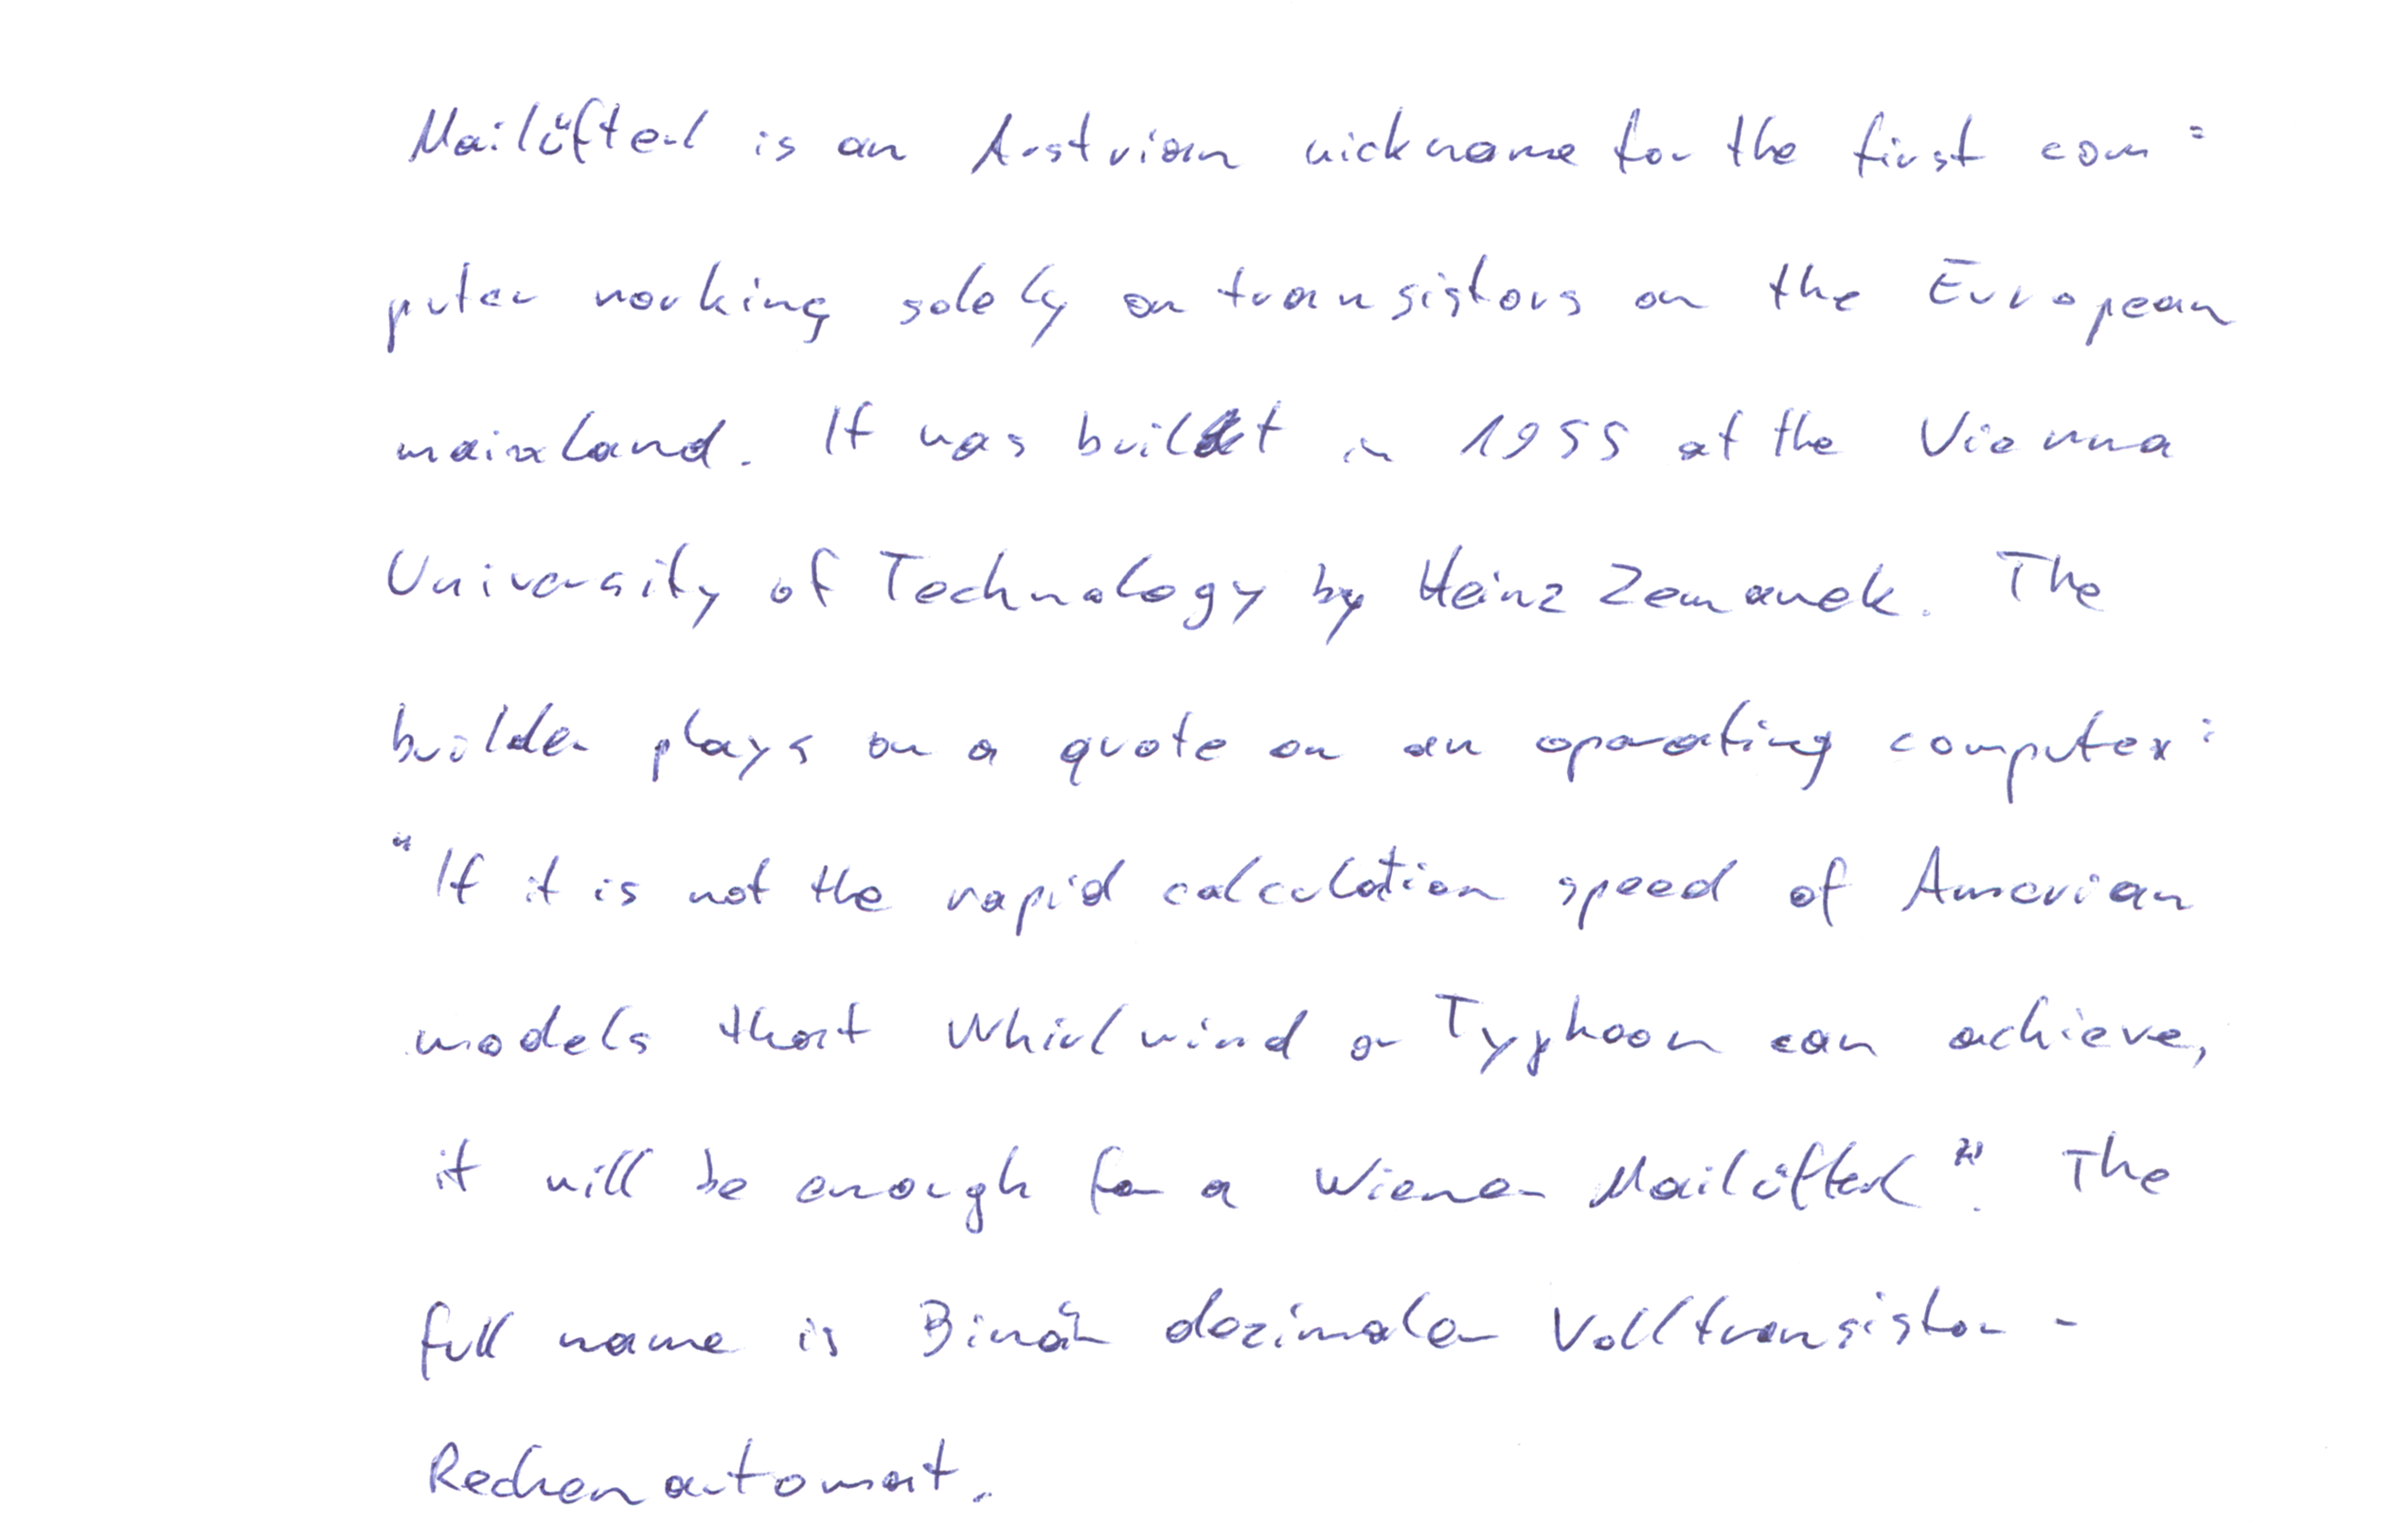 Mailüfterl is an Austrian nickname for the first com=
puter working solely on transistors on the European
mainland. It was built in 1955 at the Vienna
University of Technology by Heinz Zemanek. The
builder plays on a quote on an operating computer:
"If it is not the rapid calculation speed of Amerian
models that Whirlwind or Typhoon can achieve,
it will be enough for a Wiener Mailüfterl". The
full name is Binär dezimaler Volltransistor -
Rechenautomat.